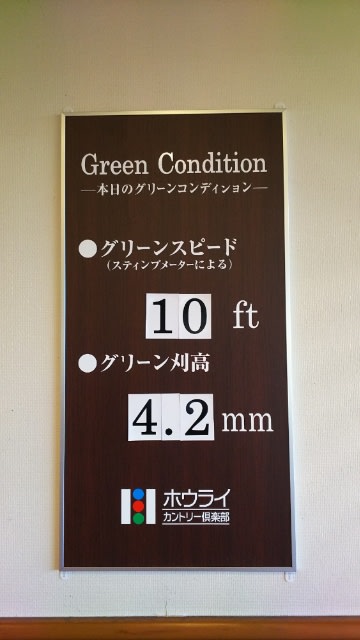 Green Condition
―本日のグリーンコンディション―
●グリーンスピード
(スティンプメーターによる)
10 ft
●グリーン刈高
4.2 mm
ホウライ
カントリー倶楽部